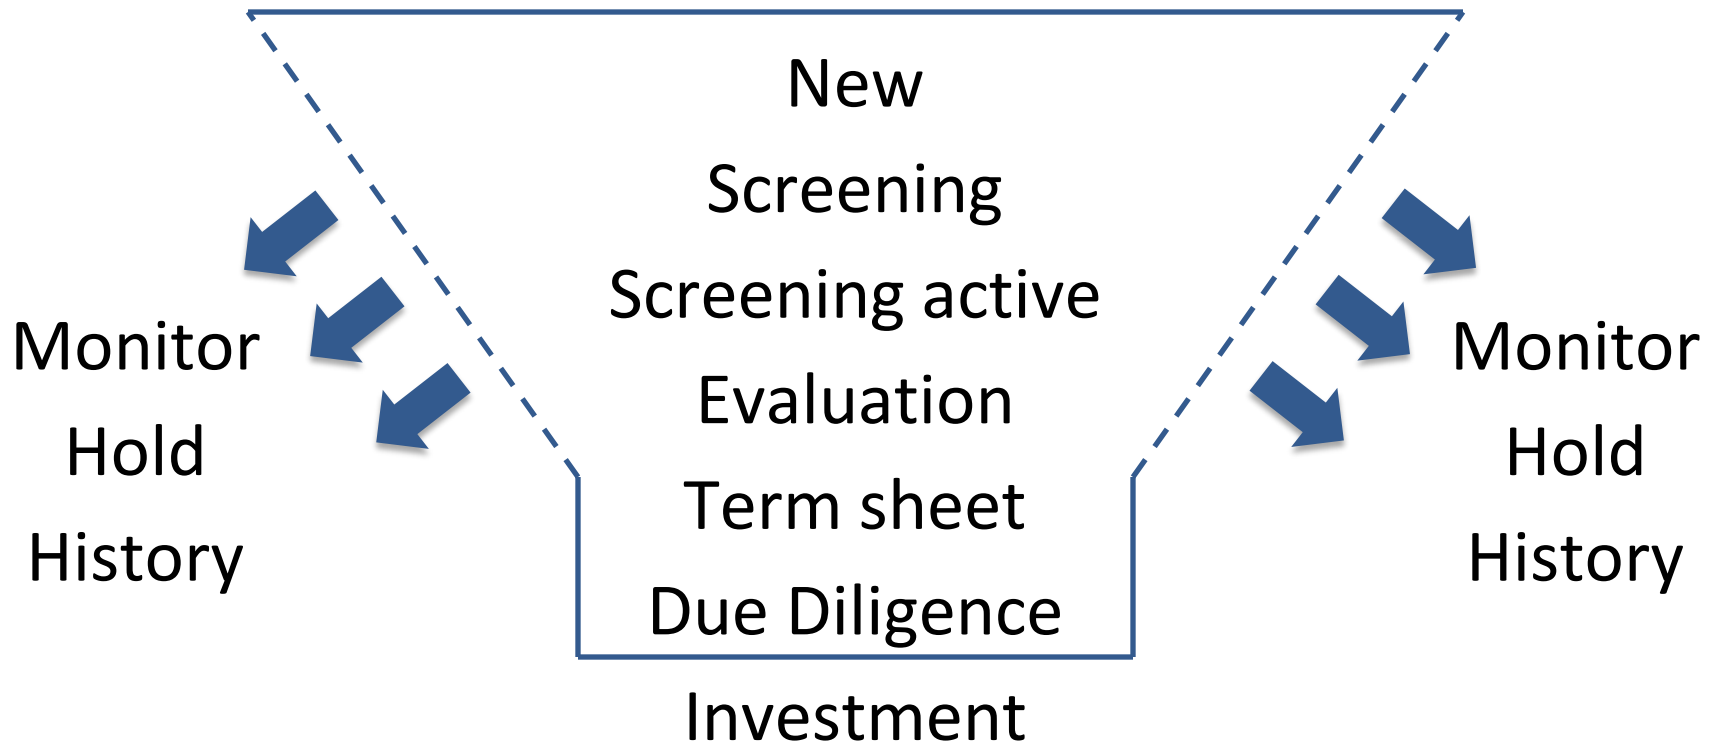 New
Screening
Screening active
Evaluation
Term sheet
Due Diligence
Investment
Monitor
Hold
History
Monitor
Hold
History